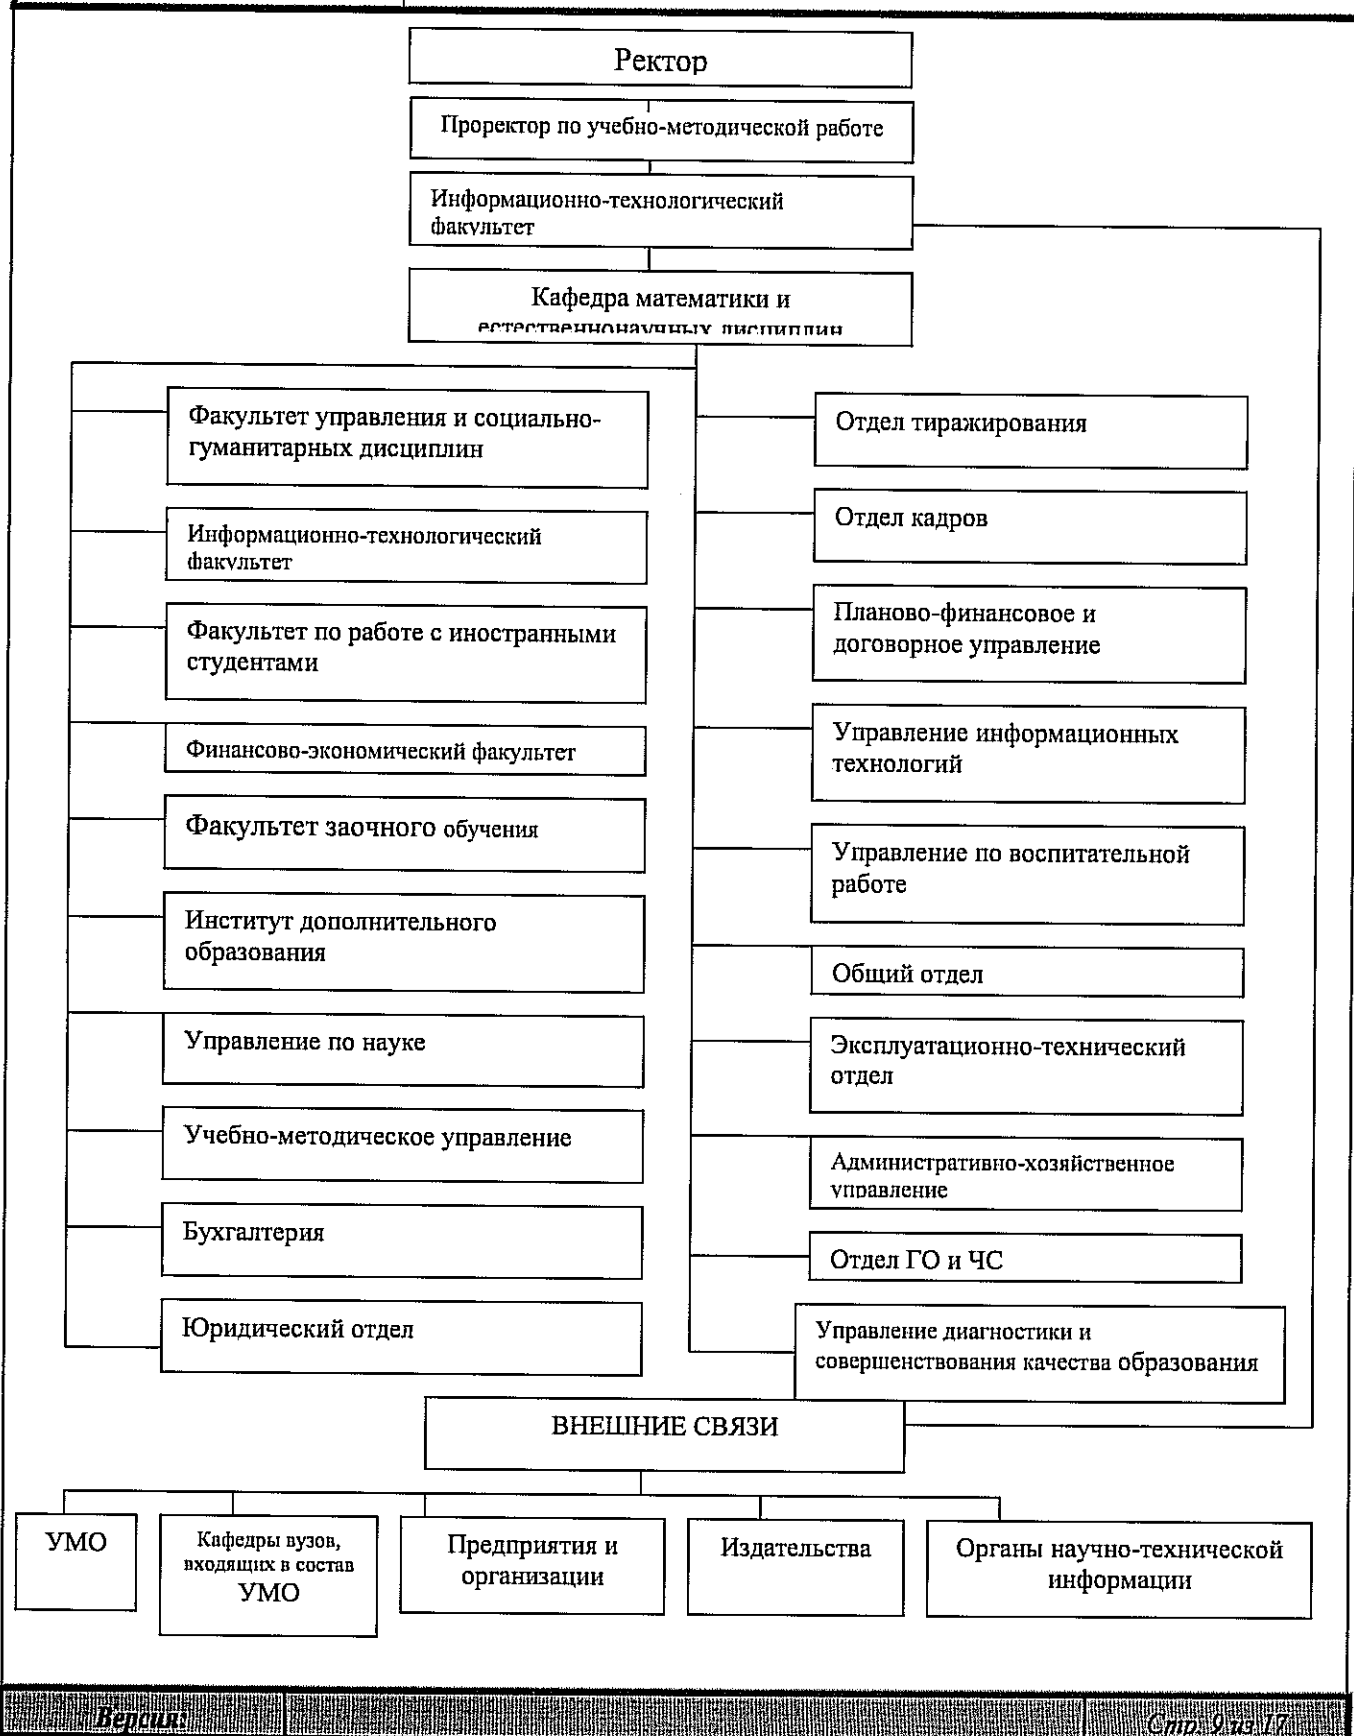 Ректор
Проректор по учебно-методической работе
Информационно-технологический
факультет
Кафедра математики и
естественнонаучных дисциплин
Факультет управления и социально-
гуманитарных дисциплин
Информационно-технологический
факультет
Факультет по работе с иностранными
студентами
Финансово-экономический факультет
Факультет заочного обучения
Институт дополнительного
образования
Управление по науке
Учебно-методическое управление
Бухгалтерия
Юридический отдел
Отдел тиражирования
Отдел кадров
Планово-финансовое и
договорное управление
Управление информационных
технологий
Управление по воспитательной
работе
Общий отдел
Эксплуатационно-технический
отдел
Административно-хозяйственное
управление
Отдел ГО и ЧС
Управление диагностики и
совершенствования качества образования
ВНЕШНИЕ СВЯЗИ
УМО
Кафедры вузов,
входящих в состав
УМО
Предприятия и
организации
Издательства
Органы научно-технической
информации
Версия:
Стр. 9 из 17